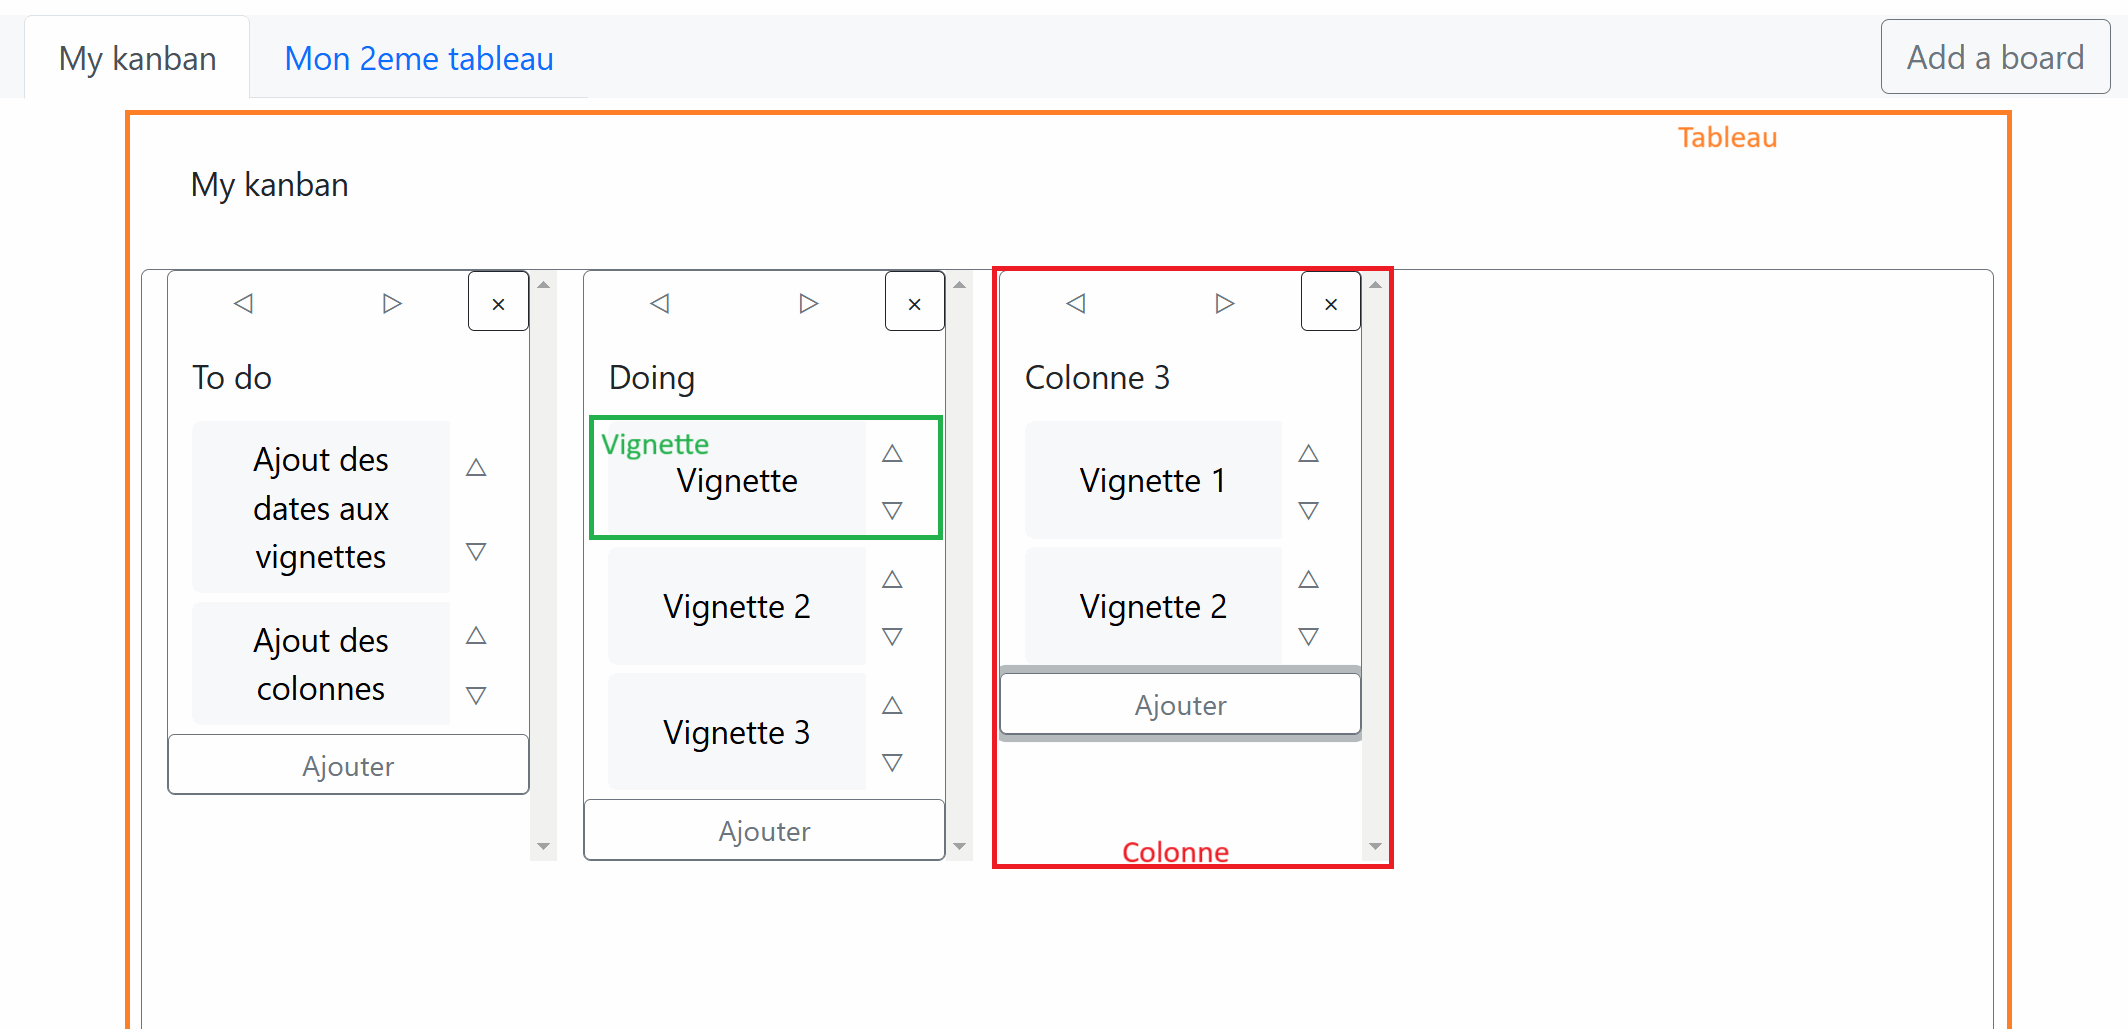 My kanban
Mon 2eme tableau
Add a board
Tableau
My kanban
To do
Ajout des
dates aux
vignettes
Ajout des
colonnes
Ajouter
Doing
Vignette
Vignette
Vignette 2
Vignette 3
Ajouter
Colonne 3
Vignette 1
Vignette 2
Ajouter
Colonne